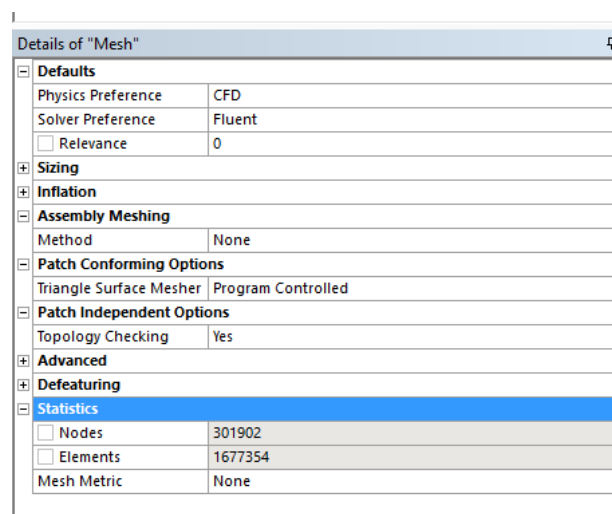 Details of "Mesh"
Defaults
Physics Preference CFD
Solver Preference Fluent
Relevance 0
Sizing
Inflation
Assembly Meshing
Method None
Patch Conforming Options
Triangle Surface Mesher Program Controlled
Patch Independent Options
Topology Checking Yes
Advanced
Defeaturing
Statistics
Nodes 301902
Elements 1677354
Mesh Metric None